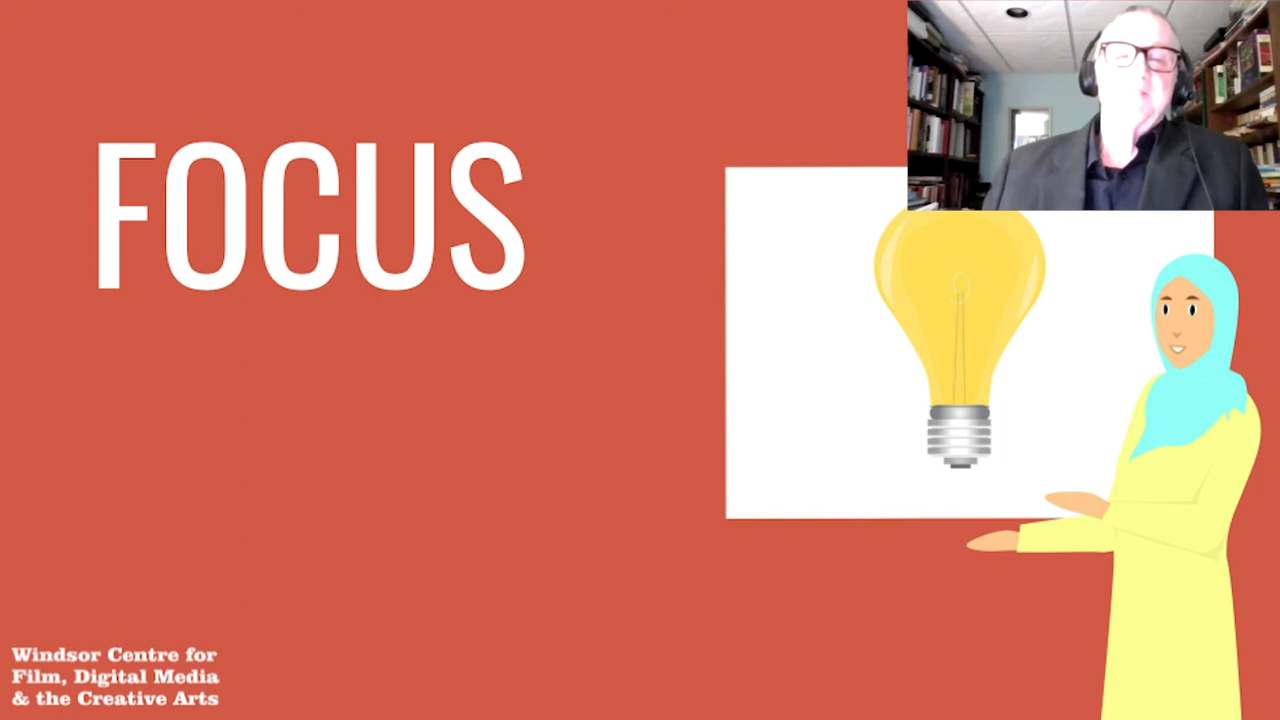 FOCUS
Windsor Centre for
Film, Digital Media
& the Creative Arts